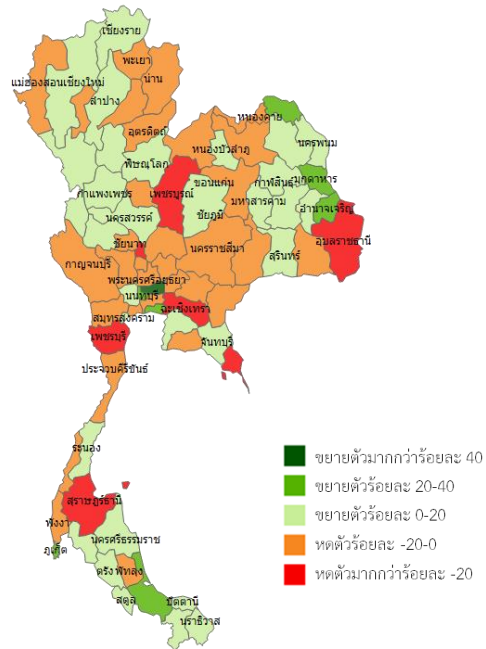 เชียงราย
พะเยา
แม่ฮ่องสอน
เชียงใหม่
น่าน
ลำปาง
อุตรดิตถ์
หนองคาย
หนองบัวลำภู
นครพนม
พิษณุโลก
ขอนแก่น
กาฬสินธุ์
มุกดาหาร
กำแพงเพชร
เพชรบูรณ์
มหาสารคาม
อำนาจเจริญ
นครสวรรค์
ชัยภูมิ
อุบลราชธานี
ชัยนาท
นครราชสีมา
สุรินทร์
กาญจนบุรี
พระนครศรีอยุธยา
นนทบุรี
ฉะเชิงเทรา
สมุทรสงคราม
เพชรบุรี
จันทบุรี
ประจวบคีรีขันธ์
ระนอง
สุราษฎร์ธานี
พังงา
นครศรีธรรมราช
ภูเก็ต
ตรัง
พัทลุง
สตูล
ปัตตานี
นราธิวาส
ขยายตัวมากกว่าร้อยละ 40
ขยายตัวร้อยละ 20-40
ขยายตัวร้อยละ 0-20
หดตัวร้อยละ -20-0
หดตัวมากกว่าร้อยละ -20